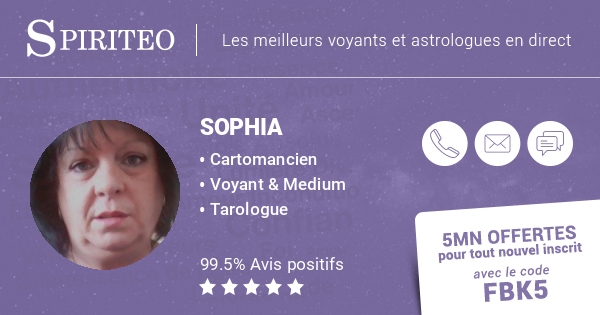 SPIRITEO
Les meilleurs voyants et astrologues en direct
SOPHIA
• Cartomancien
• Voyant & Medium
• Tarologue
99.5% Avis positifs
5MN OFFERTES
pour tout nouvel inscrit
avec le code
FBK5